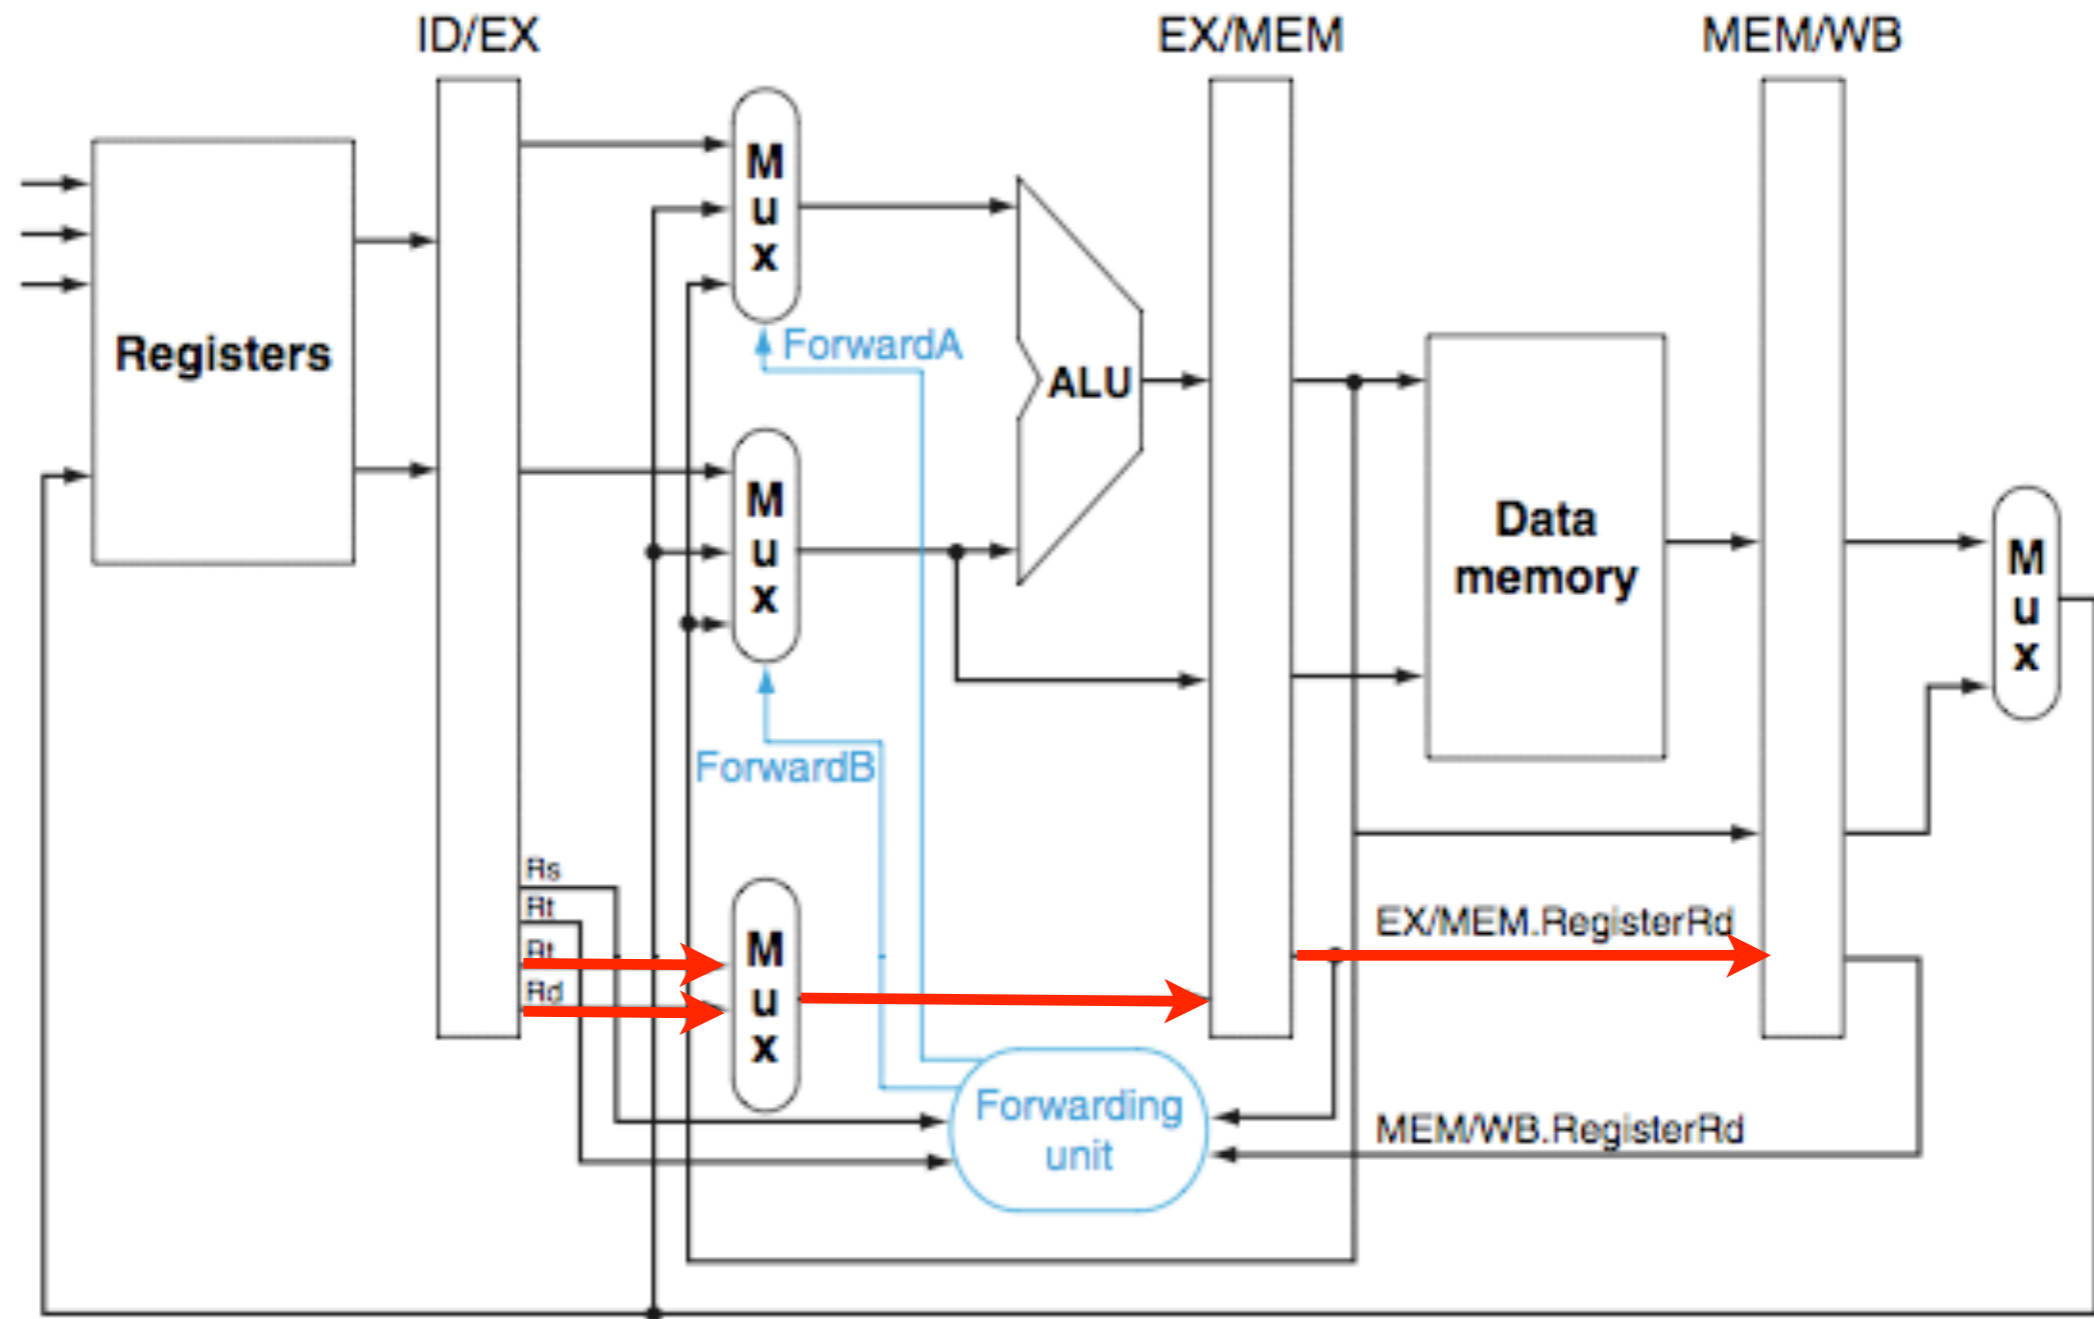 ID/EX
EX/MEM
MEM/WB
Registers
M
u
x
ForwardA
ALU
M
u
x
ForwardB
Data
memory
M
u
x
Rs
Rt
Rt
Rd
M
u
x
EX/MEM.RegisterRd
Forwarding
unit
MEM/WB.RegisterRd